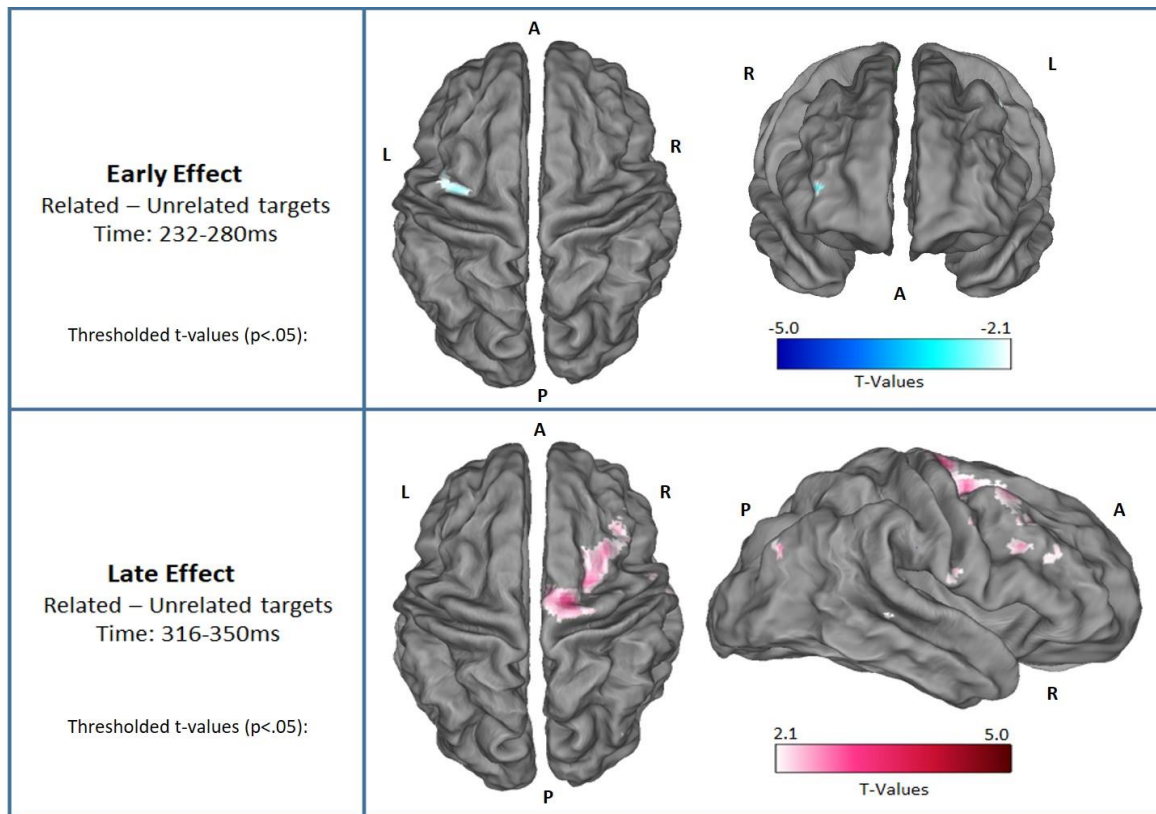 Early Effect
Related – Unrelated targets
Time: 232-280ms
Thresholded t-values (p<.05):
A
L
R
P
R
L
A
-5.0 -2.1
T-Values
Late Effect
Related – Unrelated targets
Time: 316-350ms
Thresholded t-values (p<.05):
A
L
R
P
P
A
R
2.1 5.0
T-Values